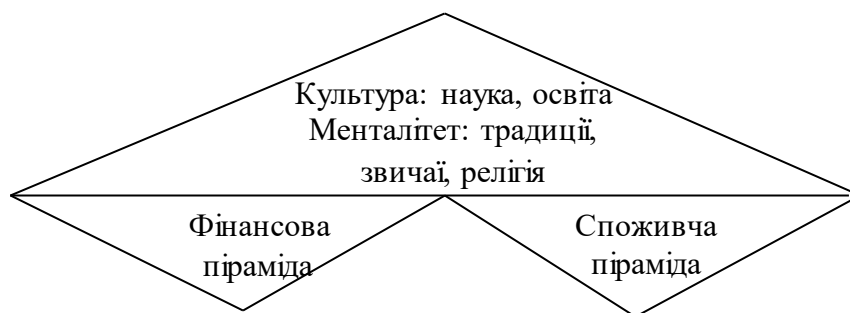 Культура: наука, освіта
Менталітет: традиції,
звичаї, релігія
Фінансова
піраміда
Споживча
піраміда